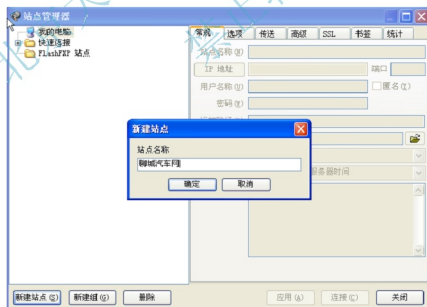 站点管理器
我的电脑
快速连接
FlashFXP 站点
常规 选项 传送 高级 SSL 书签 统计
站点名称(N)
IP 地址
端口
用户名称(U)
匿名(Y)
密码(W)
服务器时间
新建站点
站点名称
聊城汽车网
确定 取消
新建站点(S) 新建组(G) 删除 应用(A) 连接(C) 关闭